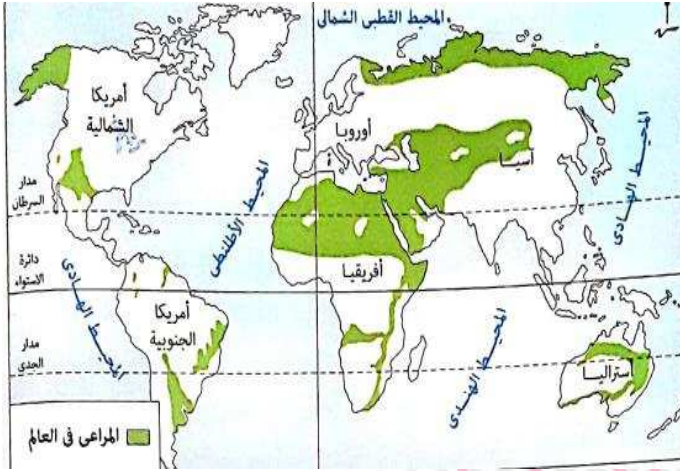 المحيط القطبى الشمالى
أمريكا
الشمالية
أوروبا
آسيا
المحيط الهادى
مدار
السرطان
المحيط الأطلنطى
دائرة
الاستواء
أفريقيا
المحيط الهادى
أمريكا
الجنوبية
مدار
الجدى
المحيط الهندى
أستراليا
المراعى فى العالم